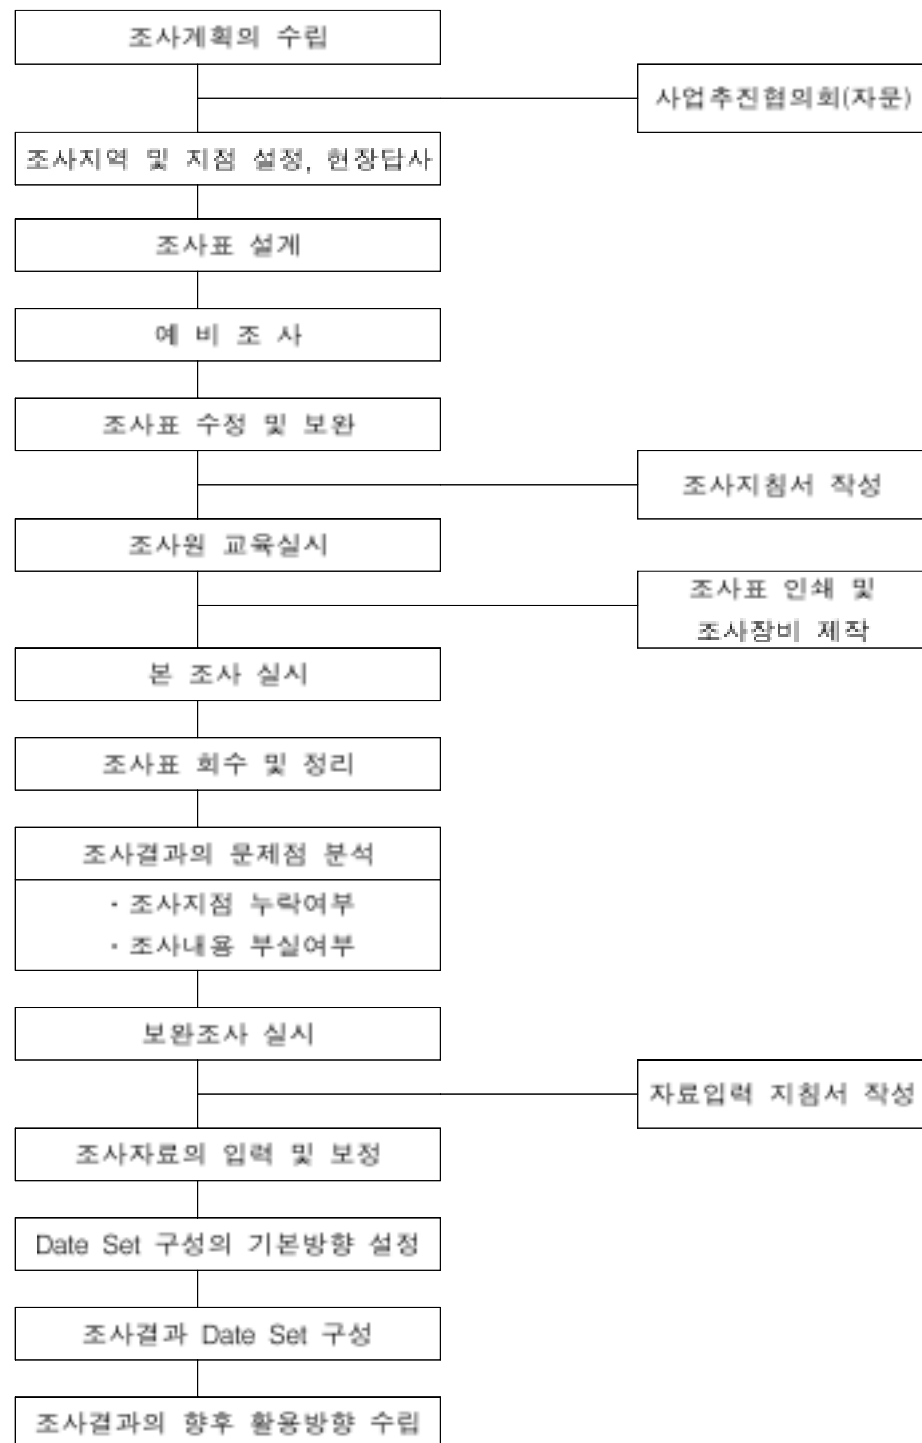 조사계획의 수립
사업추진협의회(자문)
조사지역 및 지점 설정, 현장답사
조사표 설계
예 비 조 사
조사표 수정 및 보완
조사지침서 작성
조사원 교육실시
조사표 인쇄 및
조사장비 제작
본 조사 실시
조사표 회수 및 정리
조사결과의 문제점 분석
· 조사지점 누락여부
· 조사내용 부실여부
보완조사 실시
자료입력 지침서 작성
조사자료의 입력 및 보정
Date Set 구성의 기본방향 설정
조사결과 Date Set 구성
조사결과의 향후 활용방향 수립